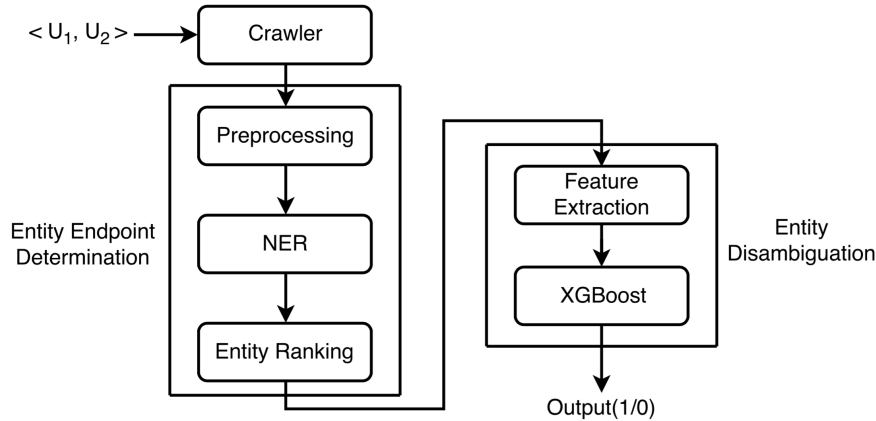 < U₁, U₂ >
Crawler
Preprocessing
NER
Entity Ranking
Entity Endpoint
Determination
Feature
Extraction
XGBoost
Entity
Disambiguation
Output(1/0)